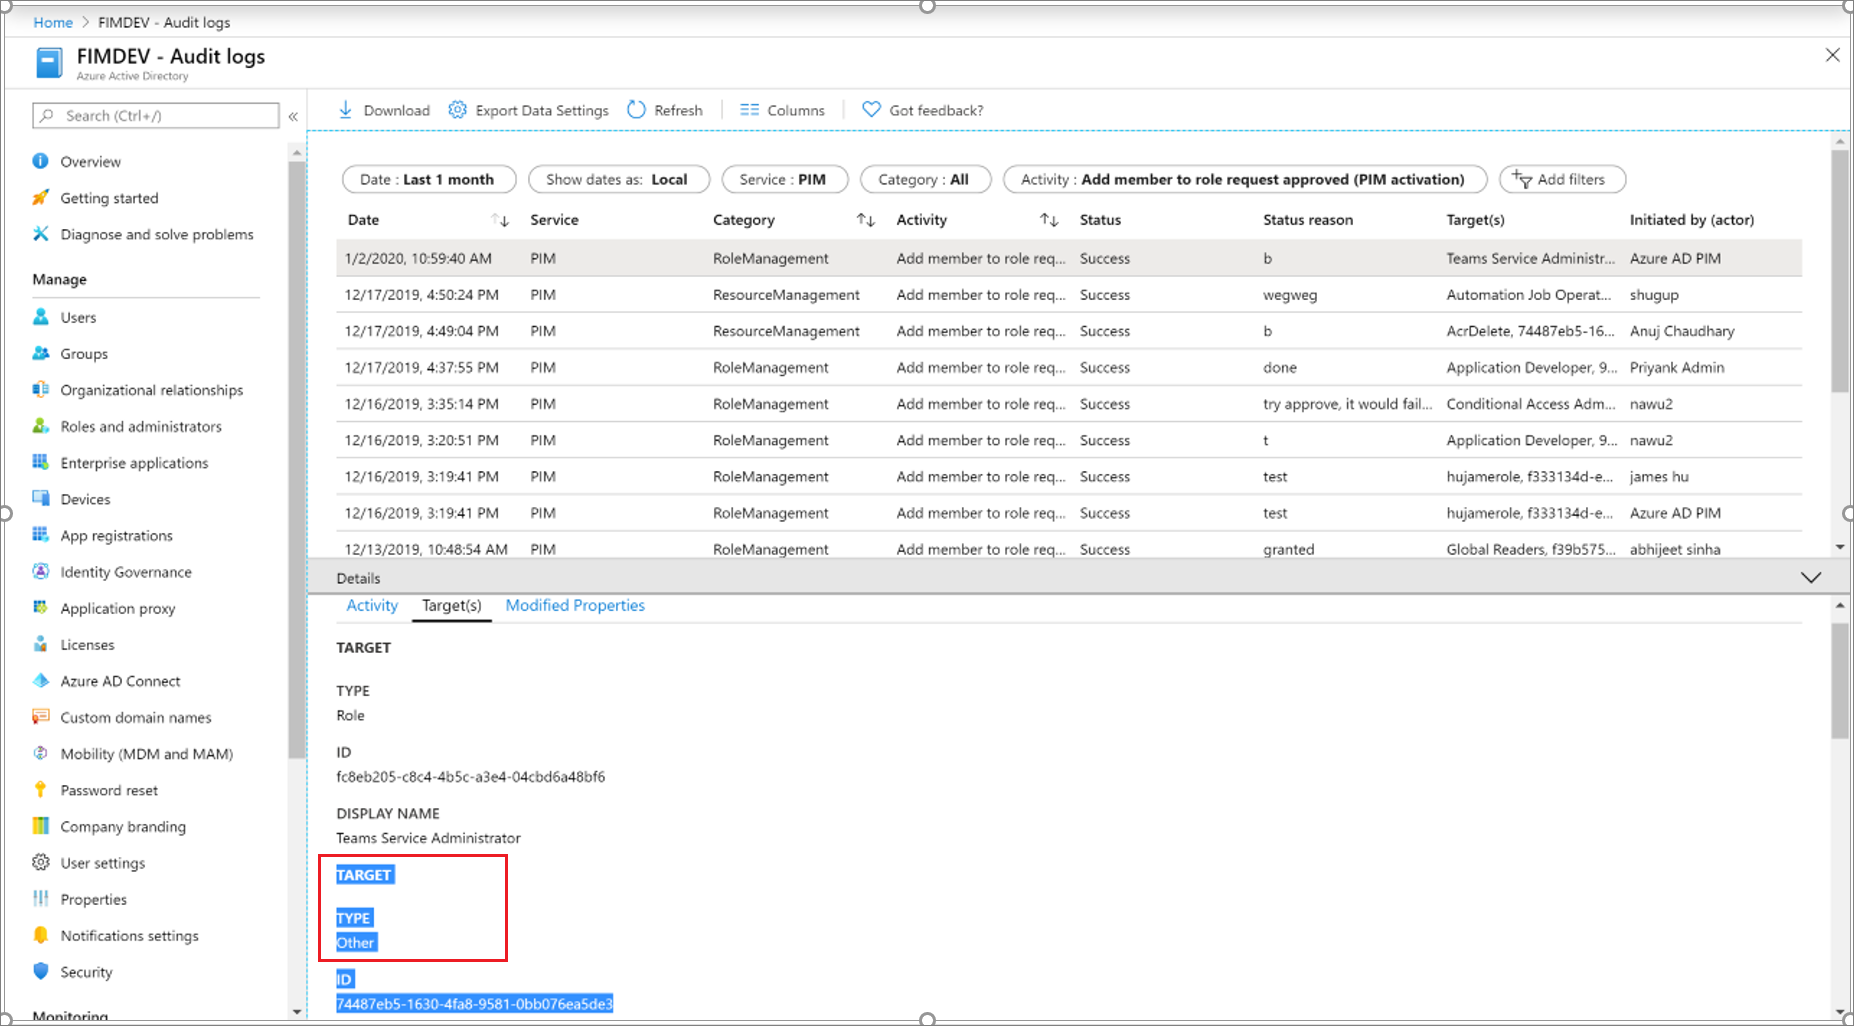 Home > FIMDEV - Audit logs
FIMDEV - Audit logs
Azure Active Directory
Search (Ctrl+/)
«
Overview
Getting started
Diagnose and solve problems
Manage
Users
Groups
Organizational relationships
Roles and administrators
Enterprise applications
Devices
App registrations
Identity Governance
Application proxy
Licenses
Azure AD Connect
Custom domain names
Mobility (MDM and MAM)
Password reset
Company branding
User settings
Properties
Notifications settings
Security
Monitoring
Download Export Data Settings Refresh Columns Got feedback?
Date : Last 1 month Show dates as: Local Service : PIM Category : All Activity : Add member to role request approved (PIM activation) Add filters
Date Service Category Activity Status Status reason Target(s) Initiated by (actor)
1/2/2020, 10:59:40 AM PIM RoleManagement Add member to role req... Success b Teams Service Administr... Azure AD PIM
12/17/2019, 4:50:24 PM PIM ResourceManagement Add member to role req... Success wegweg Automation Job Operat... shugup
12/17/2019, 4:49:04 PM PIM ResourceManagement Add member to role req... Success b AcrDelete, 74487eb5-16... Anuj Chaudhary
12/17/2019, 4:37:55 PM PIM RoleManagement Add member to role req... Success done Application Developer, 9... Priyank Admin
12/16/2019, 3:35:14 PM PIM RoleManagement Add member to role req... Success try approve, it would fail... Conditional Access Adm... nawu2
12/16/2019, 3:20:51 PM PIM RoleManagement Add member to role req... Success t Application Developer, 9... nawu2
12/16/2019, 3:19:41 PM PIM RoleManagement Add member to role req... Success test hujamerole, f333134d-e... james hu
12/16/2019, 3:19:41 PM PIM RoleManagement Add member to role req... Success test hujamerole, f333134d-e... Azure AD PIM
12/13/2019, 10:48:54 AM PIM RoleManagement Add member to role req... Success granted Global Readers, f39b575... abhijeet sinha
Details
Activity Target(s) Modified Properties
TARGET
TYPE
Role
ID
fc8eb205-c8c4-4b5c-a3e4-04cbd6a48bf6
DISPLAY NAME
Teams Service Administrator
TARGET
TYPE
Other
ID
74487eb5-1630-4fa8-9581-0bb076ea5de3